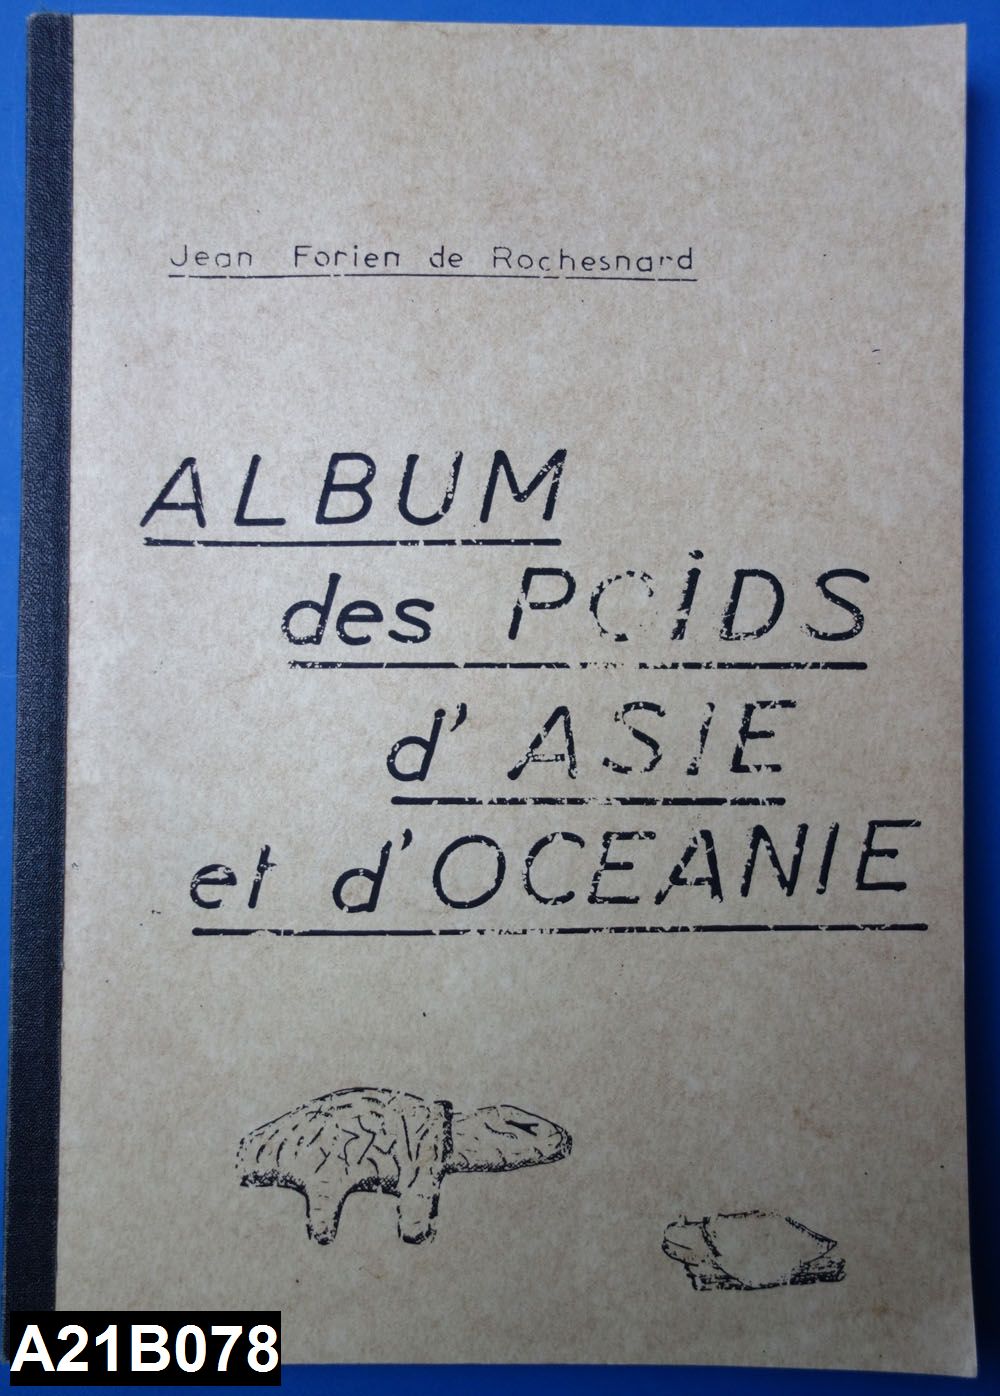 Jean Forien de Rochesnard
ALBUM
des POIDS
d'ASIE
et d'OCEANIE
A21B078